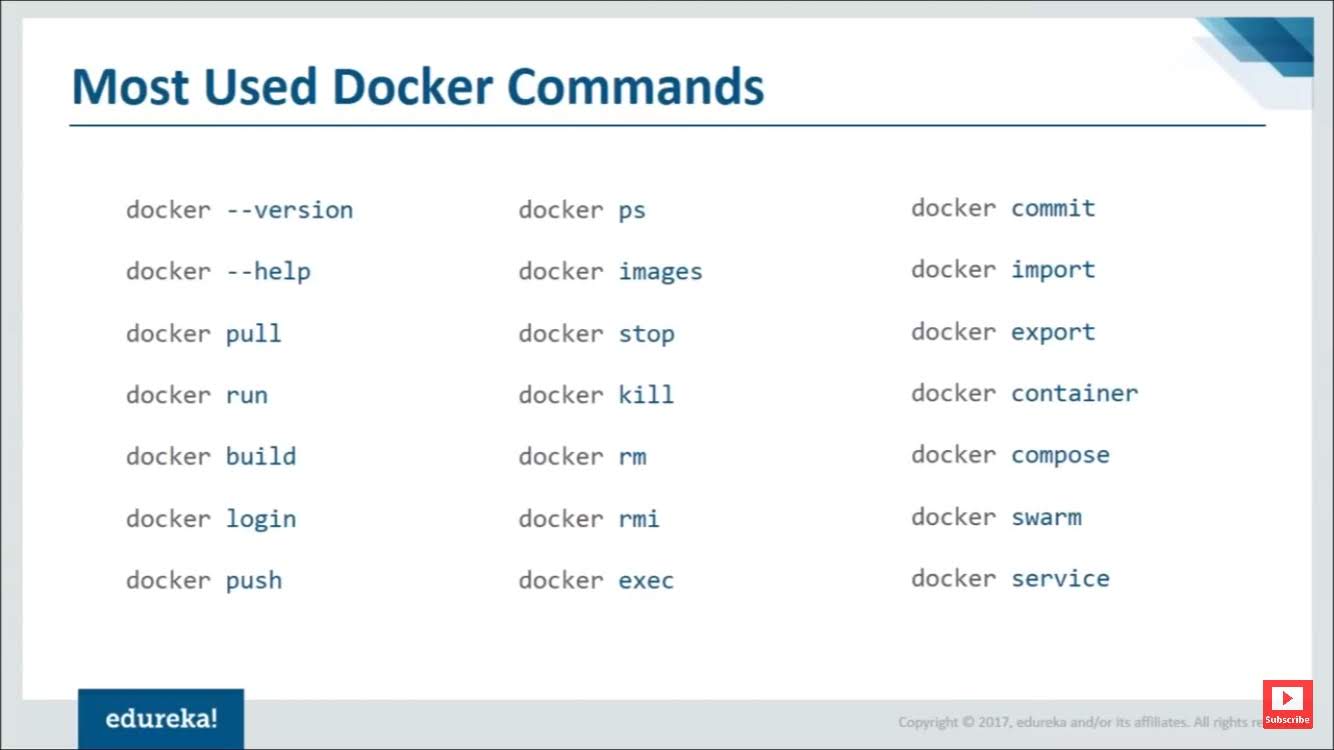 Most Used Docker Commands
docker --version
docker --help
docker pull
docker run
docker build
docker login
docker push
docker ps
docker images
docker stop
docker kill
docker rm
docker rmi
docker exec
docker commit
docker import
docker export
docker container
docker compose
docker swarm
docker service
edureka!
Copyright © 2017, edureka and/or its affiliates. All rights
Subscribe